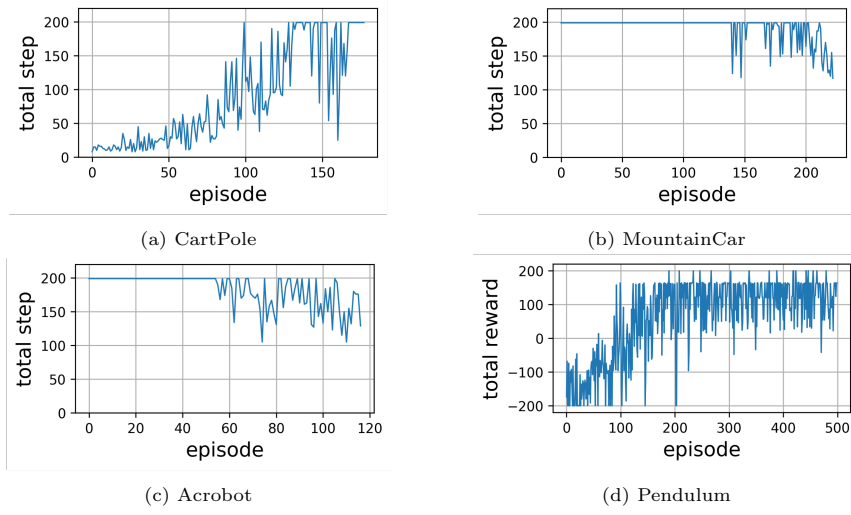 200
150
100
50
0
total step
0 50 100 150
episode
(a) CartPole
200
150
100
50
0
total step
0 50 100 150 200
episode
(b) MountainCar
200
150
100
50
0
total step
0 20 40 60 80 100 120
episode
(c) Acrobot
200
100
0
−100
−200
total reward
0 100 200 300 400 500
episode
(d) Pendulum